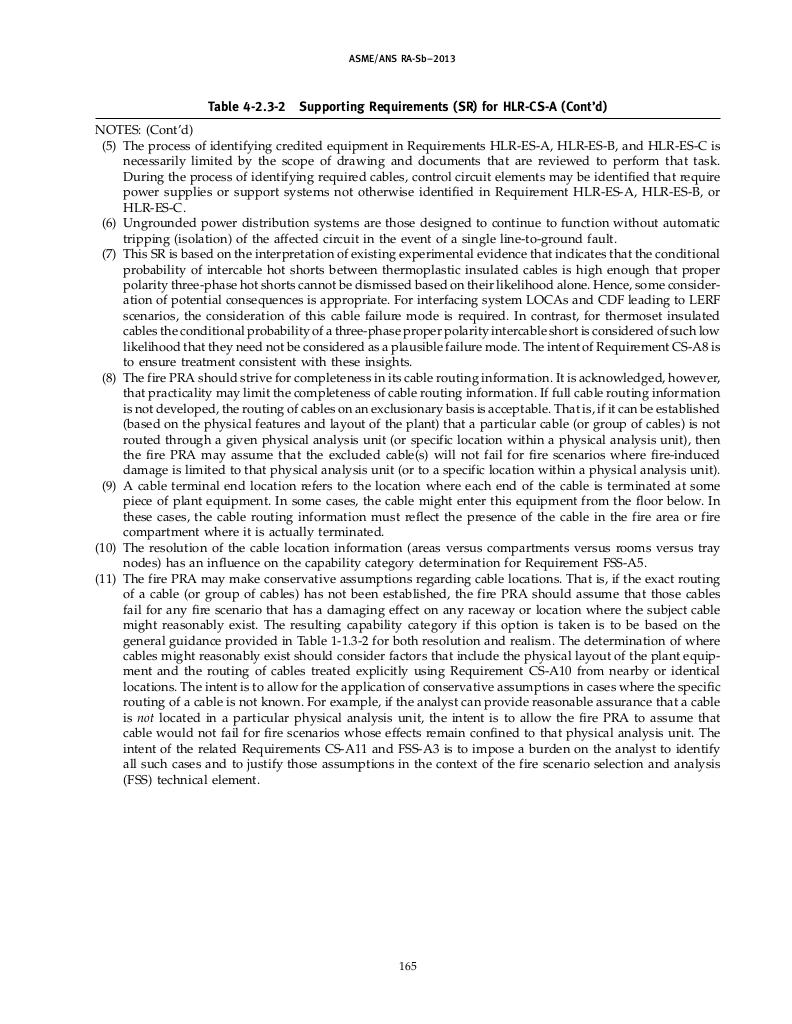 ASME/ANS RA-Sb–2013
Table 4-2.3-2 Supporting Requirements (SR) for HLR-CS-A (Cont'd)
NOTES: (Cont'd)
(5) The process of identifying credited equipment in Requirements HLR-ES-A, HLR-ES-B, and HLR-ES-C is
necessarily limited by the scope of drawing and documents that are reviewed to perform that task.
During the process of identifying required cables, control circuit elements may be identified that require
power supplies or support systems not otherwise identified in Requirement HLR-ES-A, HLR-ES-B, or
HLR-ES-C.
(6) Ungrounded power distribution systems are those designed to continue to function without automatic
tripping (isolation) of the affected circuit in the event of a single line-to-ground fault.
(7) This SR is based on the interpretation of existing experimental evidence that indicates that the conditional
probability of intercable hot shorts between thermoplastic insulated cables is high enough that proper
polarity three-phase hot shorts cannot be dismissed based on their likelihood alone. Hence, some consider-
ation of potential consequences is appropriate. For interfacing system LOCAs and CDF leading to LERF
scenarios, the consideration of this cable failure mode is required. In contrast, for thermoset insulated
cables the conditional probability of a three-phase proper polarity intercable short is considered of such low
likelihood that they need not be considered as a plausible failure mode. The intent of Requirement CS-A8 is
to ensure treatment consistent with these insights.
(8) The fire PRA should strive for completeness in its cable routing information. It is acknowledged, however,
that practicality may limit the completeness of cable routing information. If full cable routing information
is not developed, the routing of cables on an exclusionary basis is acceptable. That is, if it can be established
(based on the physical features and layout of the plant) that a particular cable (or group of cables) is not
routed through a given physical analysis unit (or specific location within a physical analysis unit), then
the fire PRA may assume that the excluded cable(s) will not fail for fire scenarios where fire-induced
damage is limited to that physical analysis unit (or to a specific location within a physical analysis unit).
(9) A cable terminal end location refers to the location where each end of the cable is terminated at some
piece of plant equipment. In some cases, the cable might enter this equipment from the floor below. In
these cases, the cable routing information must reflect the presence of the cable in the fire area or fire
compartment where it is actually terminated.
(10) The resolution of the cable location information (areas versus compartments versus rooms versus tray
nodes) has an influence on the capability category determination for Requirement FSS-A5.
(11) The fire PRA may make conservative assumptions regarding cable locations. That is, if the exact routing
of a cable (or group of cables) has not been established, the fire PRA should assume that those cables
fail for any fire scenario that has a damaging effect on any raceway or location where the subject cable
might reasonably exist. The resulting capability category if this option is taken is to be based on the
general guidance provided in Table 1-1.3-2 for both resolution and realism. The determination of where
cables might reasonably exist should consider factors that include the physical layout of the plant equip-
ment and the routing of cables treated explicitly using Requirement CS-A10 from nearby or identical
locations. The intent is to allow for the application of conservative assumptions in cases where the specific
routing of a cable is not known. For example, if the analyst can provide reasonable assurance that a cable
is not located in a particular physical analysis unit, the intent is to allow the fire PRA to assume that
cable would not fail for fire scenarios whose effects remain confined to that physical analysis unit. The
intent of the related Requirements CS-A11 and FSS-A3 is to impose a burden on the analyst to identify
all such cases and to justify those assumptions in the context of the fire scenario selection and analysis
(FSS) technical element.
165